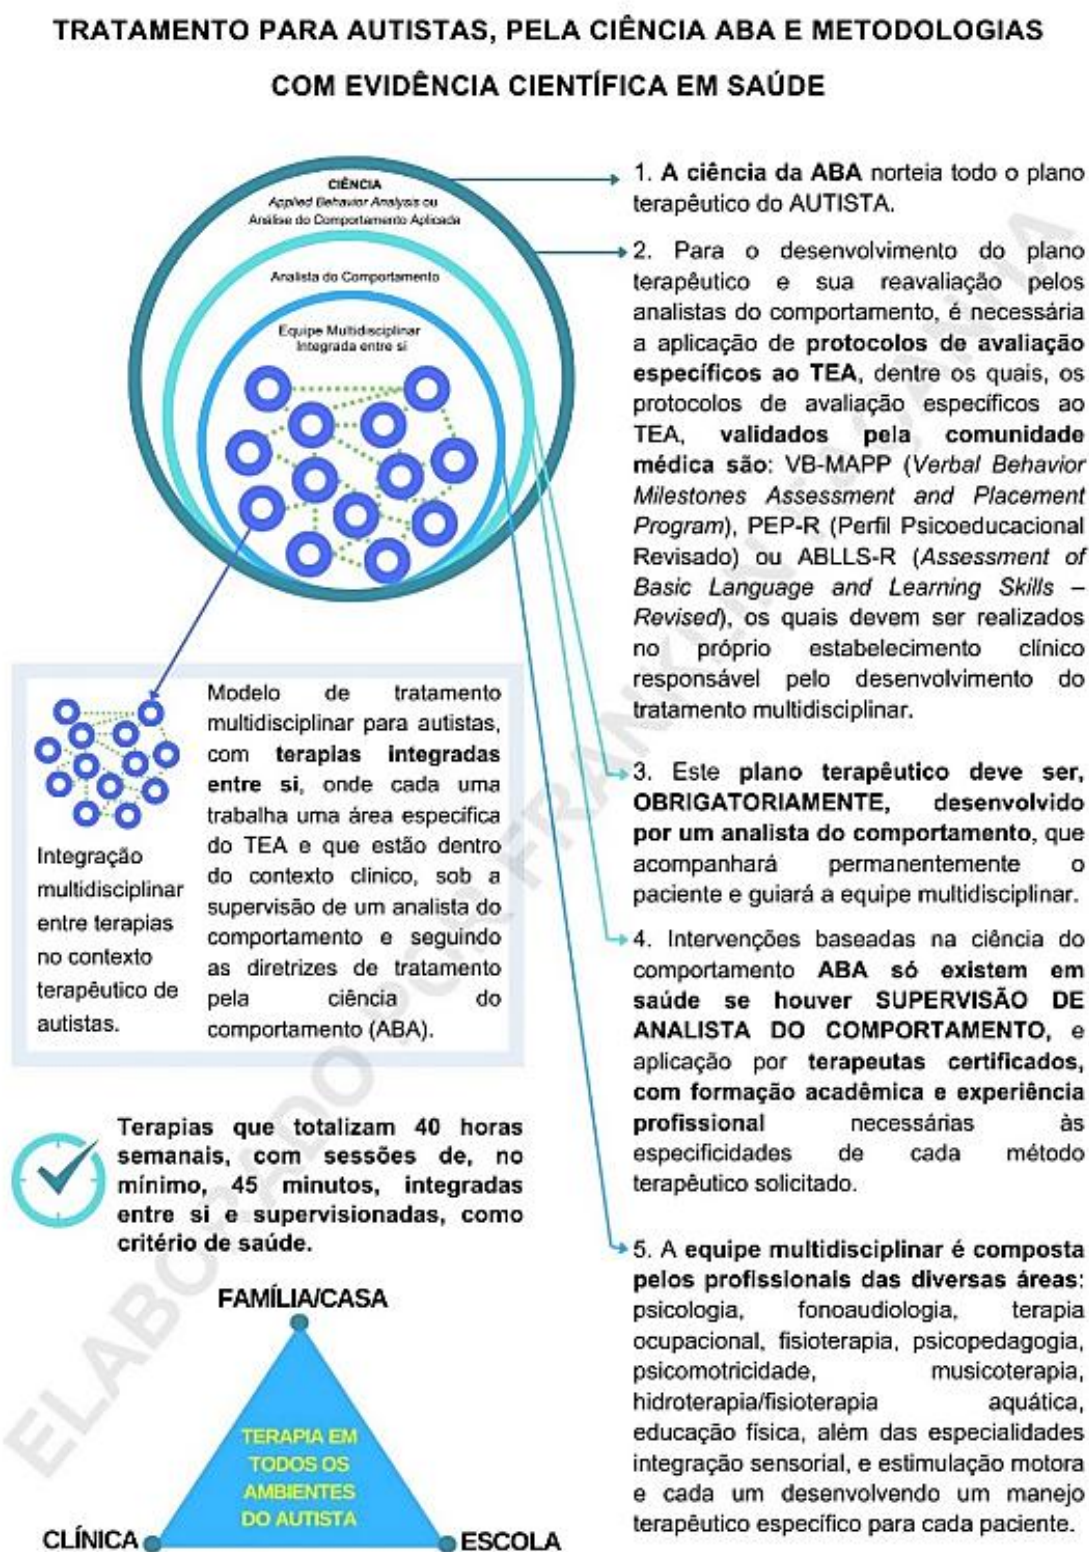 TRATAMENTO PARA AUTISTAS, PELA CIÊNCIA ABA E METODOLOGIAS
COM EVIDÊNCIA CIENTÍFICA EM SAÚDE
CIÊNCIA
Applied Behavior Analysis ou
Análise do Comportamento Aplicada
Analista do Comportamento
Equipe Multidisciplinar
Integrada entre si
1. A ciência da ABA norteia todo o plano
terapêutico do AUTISTA.
2. Para o desenvolvimento do plano
terapêutico e sua reavaliação pelos
analistas do comportamento, é necessária
a aplicação de protocolos de avaliação
específicos ao TEA, dentre os quais, os
protocolos de avaliação específicos ao
TEA, validados pela comunidade
médica são: VB-MAPP (Verbal Behavior
Milestones Assessment and Placement
Program), PEP-R (Perfil Psicoeducacional
Revisado) ou ABLLS-R (Assessment of
Basic Language and Learning Skills –
Revised), os quais devem ser realizados
no próprio estabelecimento clínico
responsável pelo desenvolvimento do
tratamento multidisciplinar.
3. Este plano terapêutico deve ser,
OBRIGATORIAMENTE, desenvolvido
por um analista do comportamento, que
acompanhará permanentemente o
paciente e guiará a equipe multidisciplinar.
4. Intervenções baseadas na ciência do
comportamento ABA só existem em
saúde se houver SUPERVISÃO DE
ANALISTA DO COMPORTAMENTO, e
aplicação por terapeutas certificados,
com formação acadêmica e experiência
profissional necessárias às
especificidades de cada método
terapêutico solicitado.
5. A equipe multidisciplinar é composta
pelos profissionais das diversas áreas:
psicologia, fonoaudiologia, terapia
ocupacional, fisioterapia, psicopedagogia,
psicomotricidade, musicoterapia,
hidroterapia/fisioterapia aquática,
educação física, além das especialidades
integração sensorial, e estimulação motora
e cada um desenvolvendo um manejo
terapêutico específico para cada paciente.
Integração
multidisciplinar
entre terapias
no contexto
terapêutico de
autistas.
Modelo de tratamento
multidisciplinar para autistas,
com terapias integradas
entre si, onde cada uma
trabalha uma área específica
do TEA e que estão dentro
do contexto clínico, sob a
supervisão de um analista do
comportamento e seguindo
as diretrizes de tratamento
pela ciência do
comportamento (ABA).
Terapias que totalizam 40 horas
semanais, com sessões de, no
mínimo, 45 minutos, integradas
entre si e supervisionadas, como
critério de saúde.
FAMÍLIA/CASA
TERAPIA EM
TODOS OS
AMBIENTES
DO AUTISTA
CLÍNICA
ESCOLA
ELABORADO POR FRANKLIN